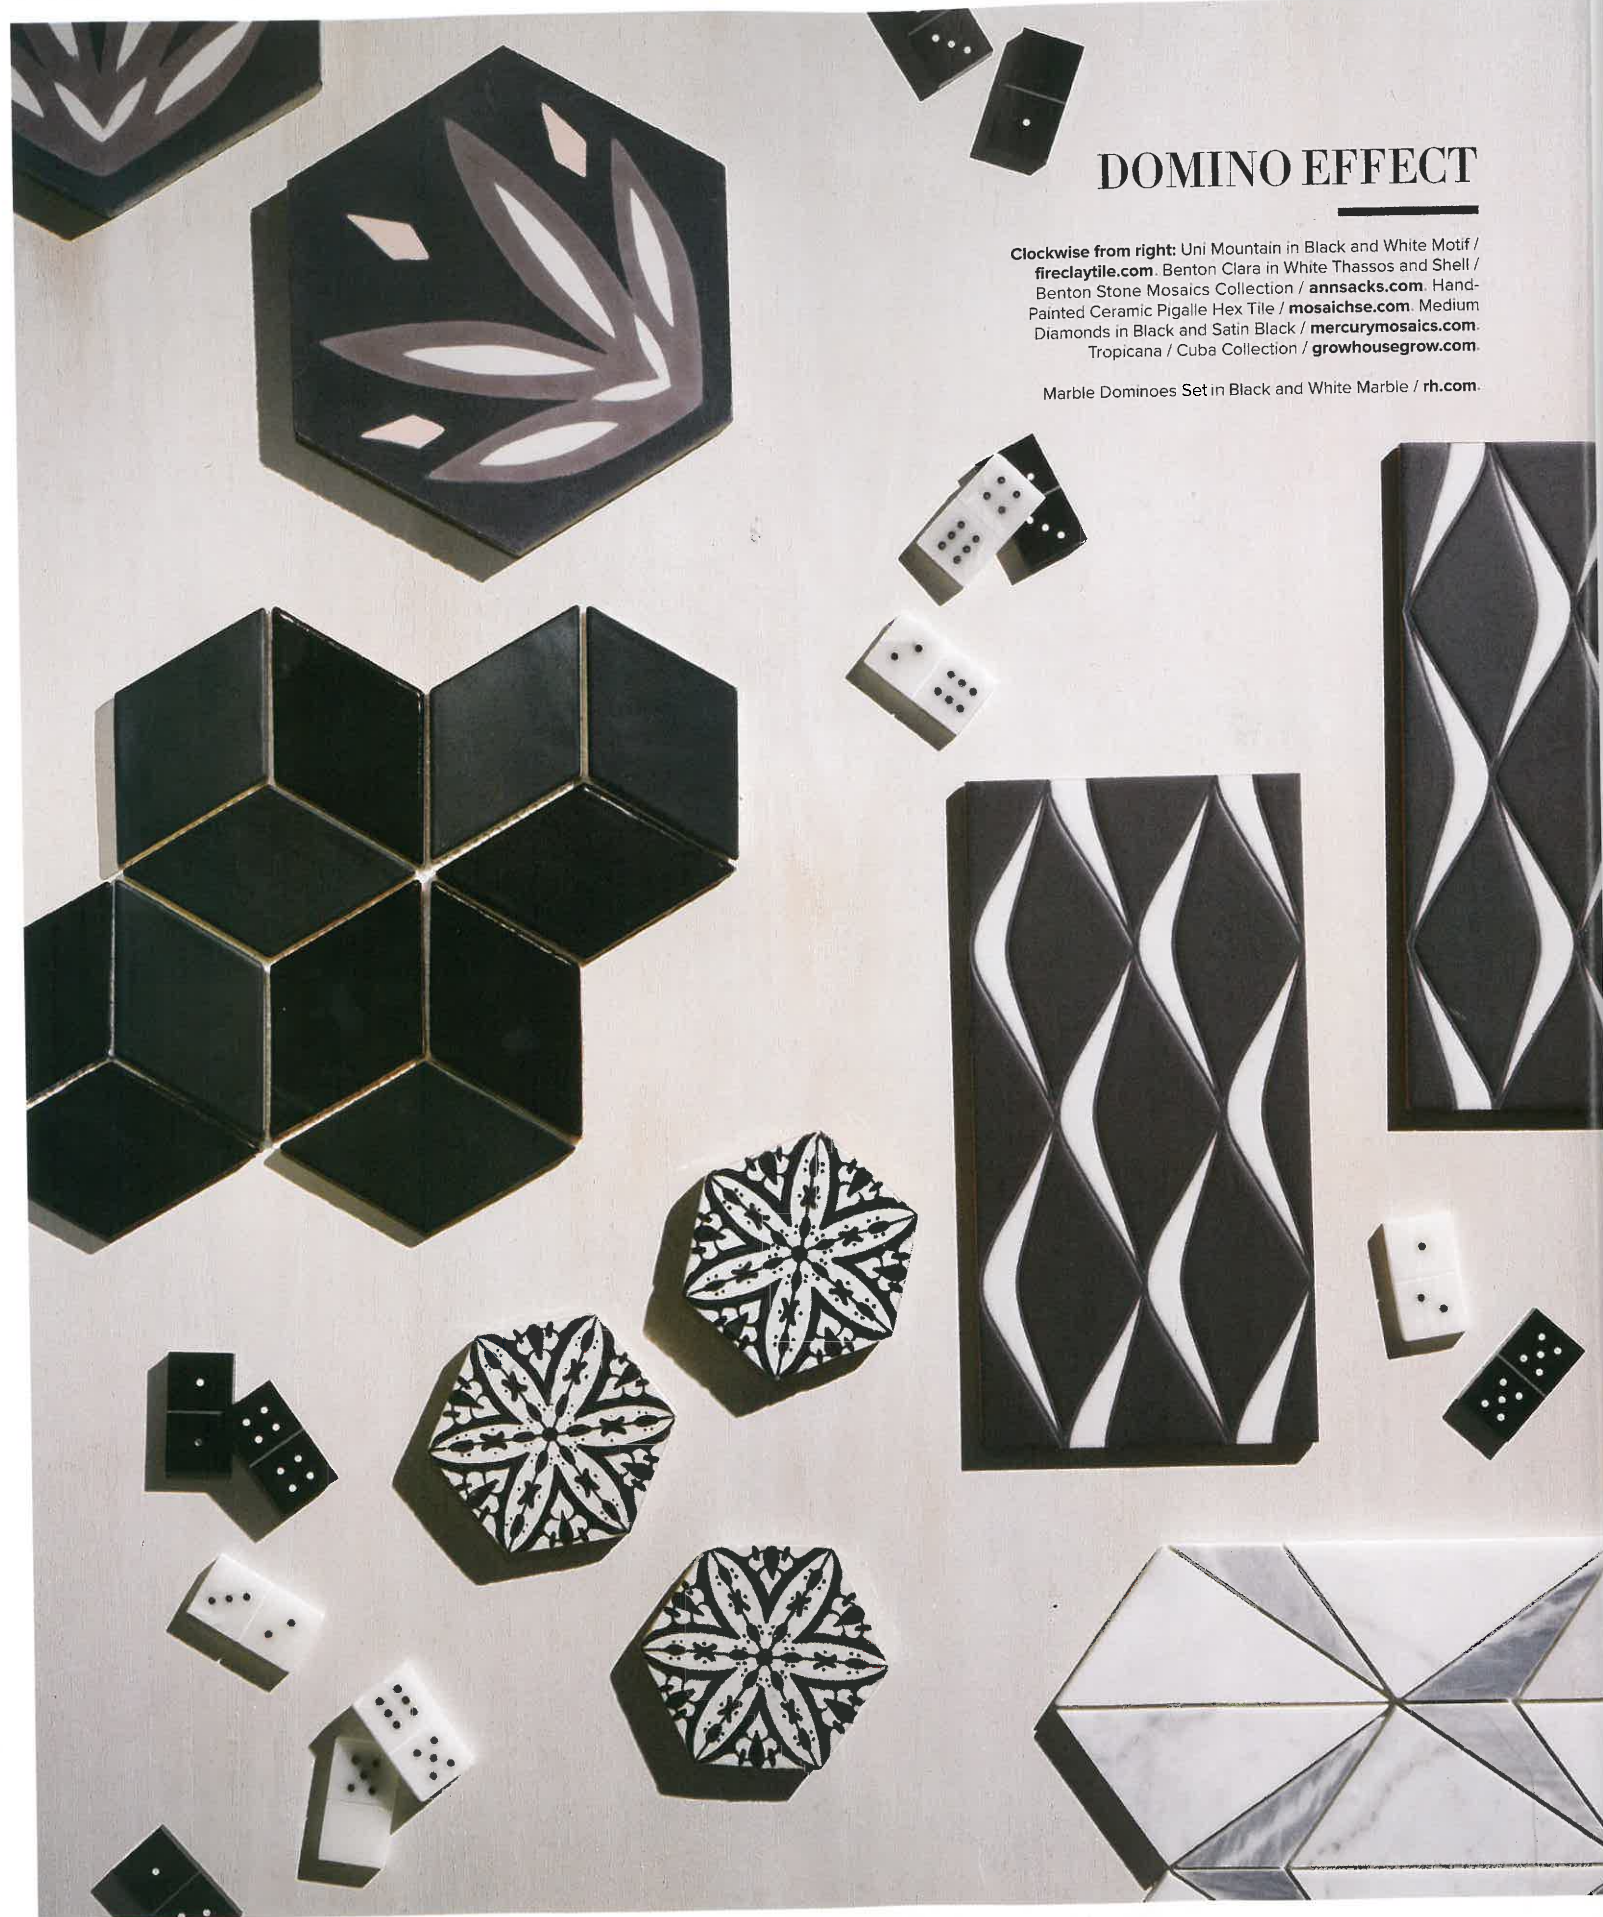 DOMINO EFFECT
Clockwise from right: Uni Mountain in Black and White Motif /
fireclaytile.com. Benton Clara in White Thassos and Shell /
Benton Stone Mosaics Collection / annsacks.com. Hand-
Painted Ceramic Pigalle Hex Tile / mosaichse.com. Medium
Diamonds in Black and Satin Black / mercurymosaics.com.
Tropicana / Cuba Collection / growhousegrow.com.
Marble Dominoes Set in Black and White Marble / rh.com.